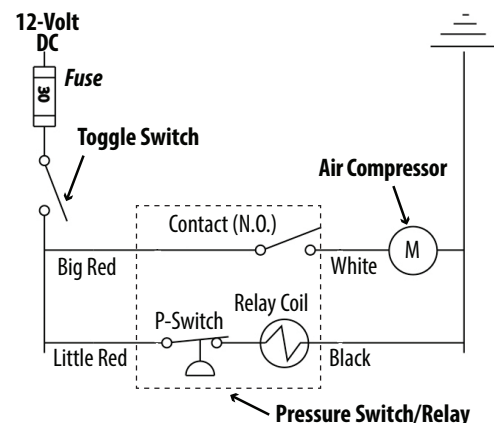 12-Volt
DC
Fuse
30
Toggle Switch
Air Compressor
Contact (N.O.)
M
Big Red
White
Relay Coil
P-Switch
Little Red
Black
Pressure Switch/Relay